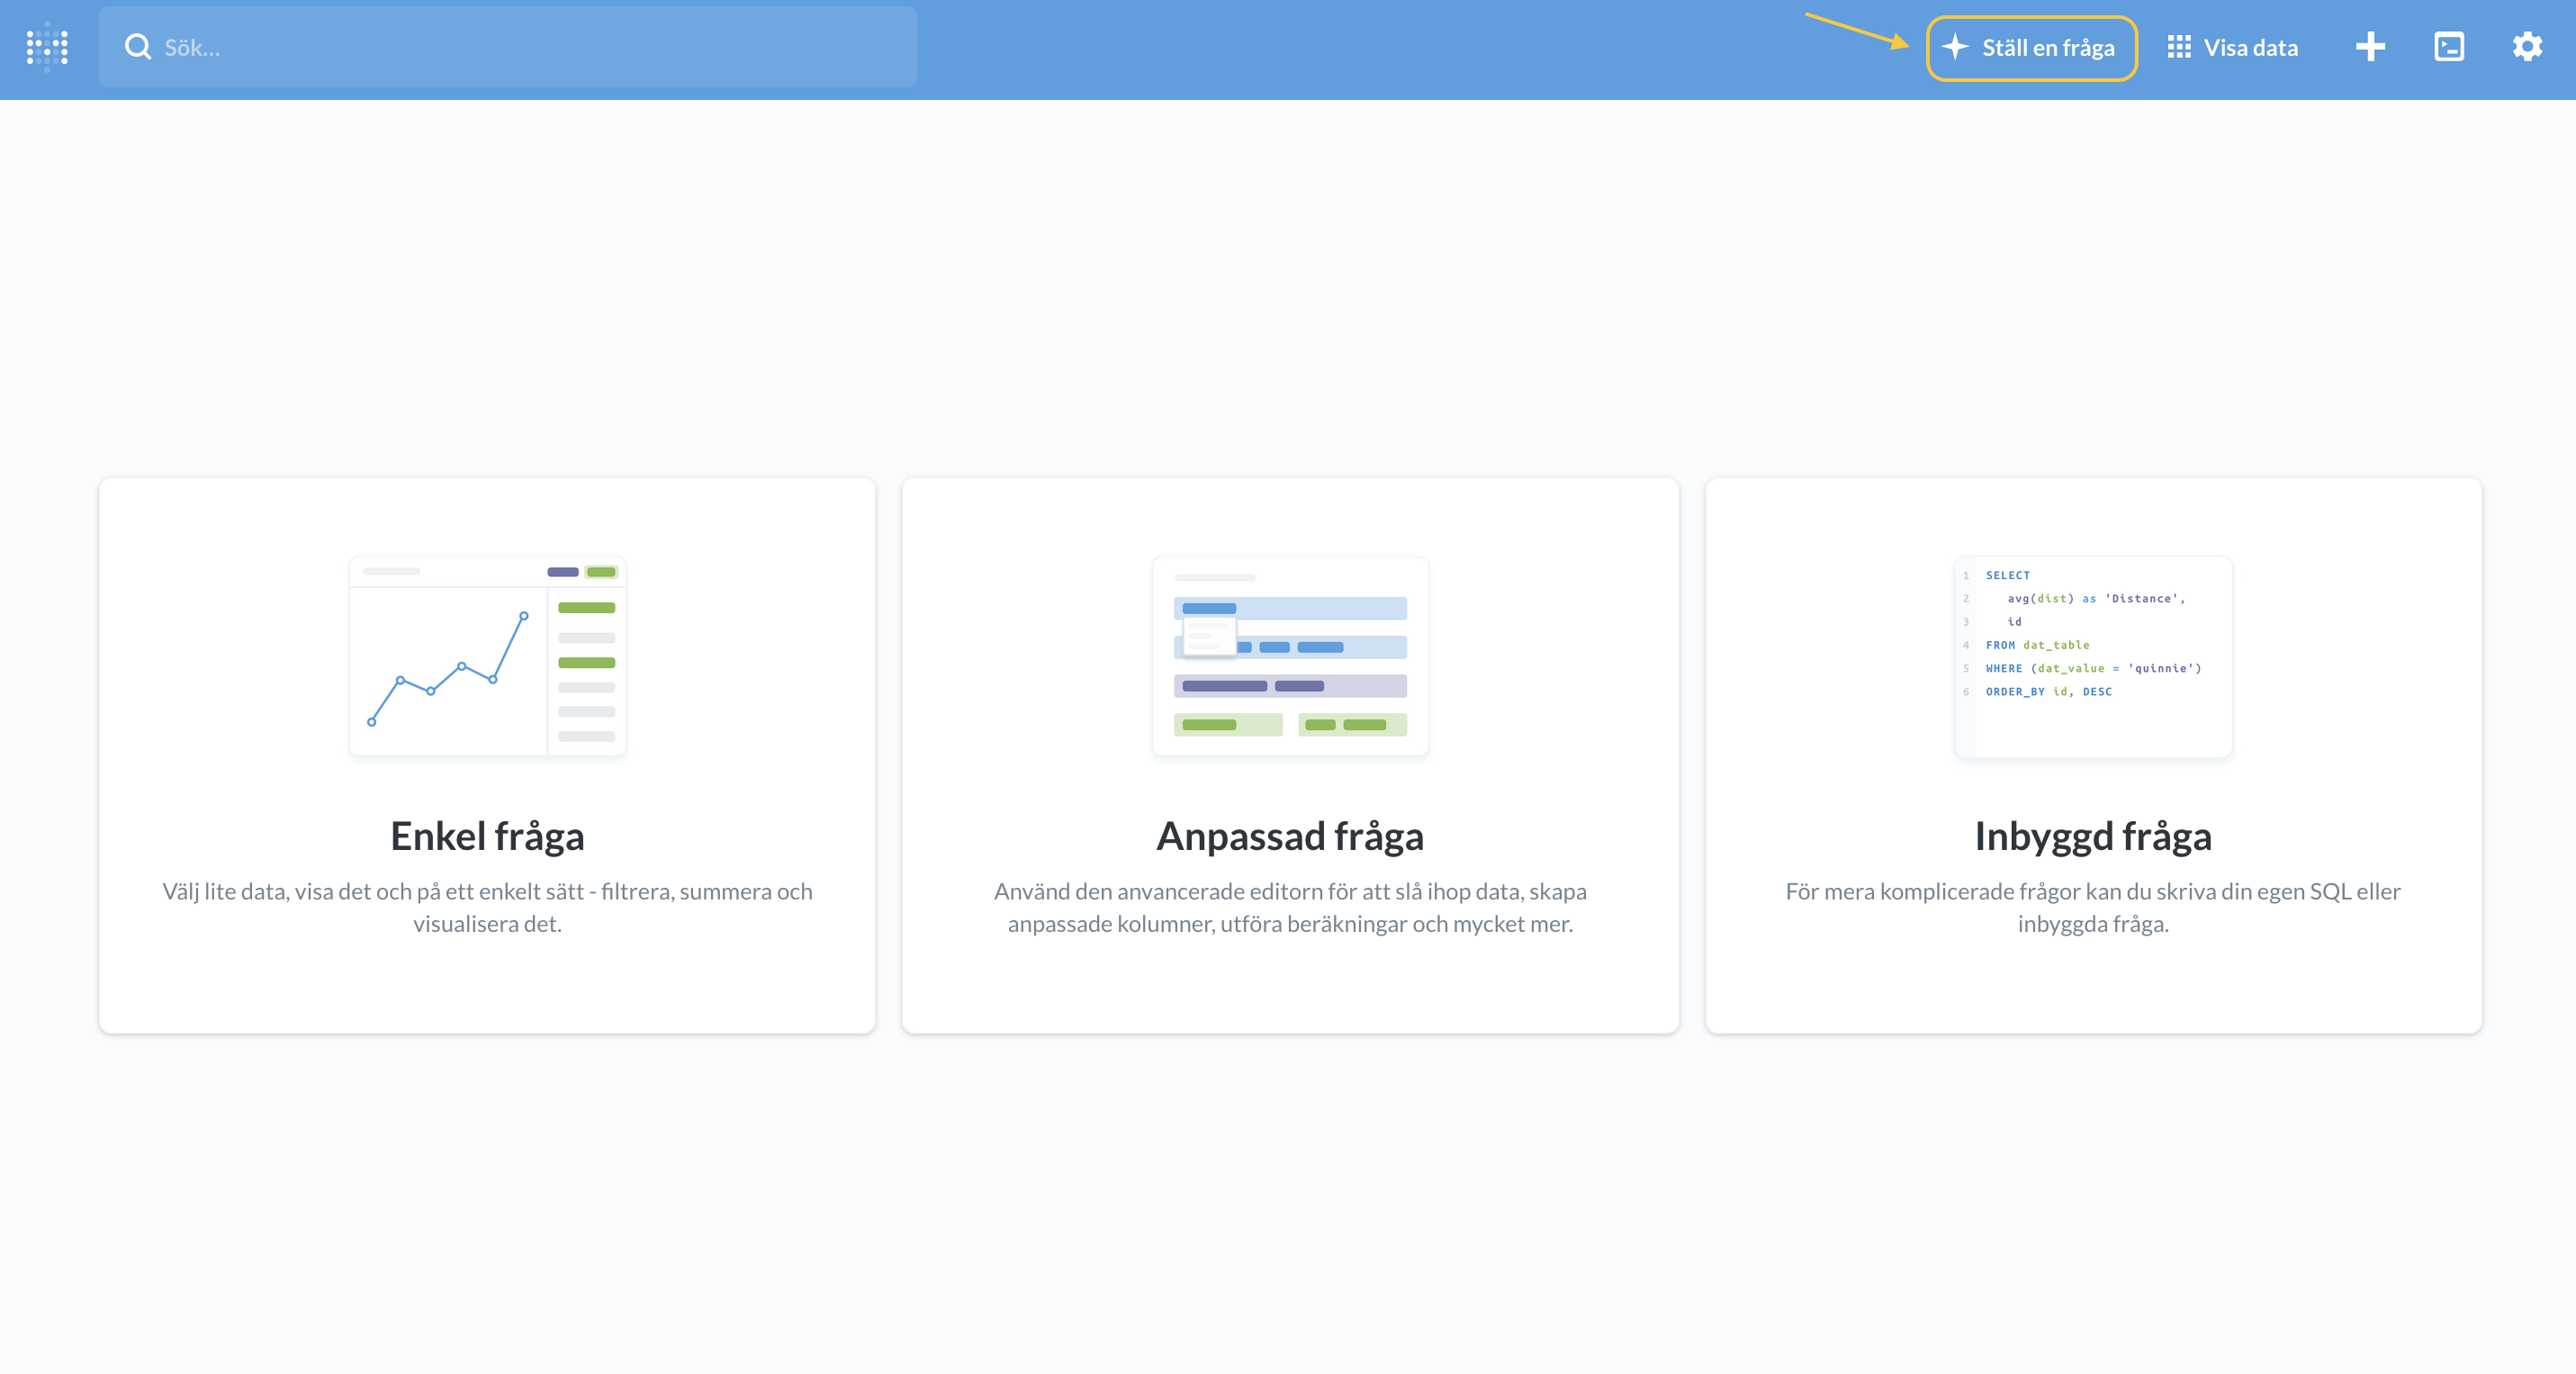 Sök...
Ställ en fråga
Visa data
1 SELECT
2 avg(dist) as 'Distance',
3 id
4 FROM dat_table
5 WHERE (dat_value = 'quinnie')
6 ORDER_BY id, DESC
Enkel fråga
Välj lite data, visa det och på ett enkelt sätt - filtrera, summera och
visualisera det.
Anpassad fråga
Använd den anvancerade editorn för att slå ihop data, skapa
anpassade kolumner, utföra beräkningar och mycket mer.
Inbyggd fråga
För mera komplicerade frågor kan du skriva din egen SQL eller
inbyggda fråga.